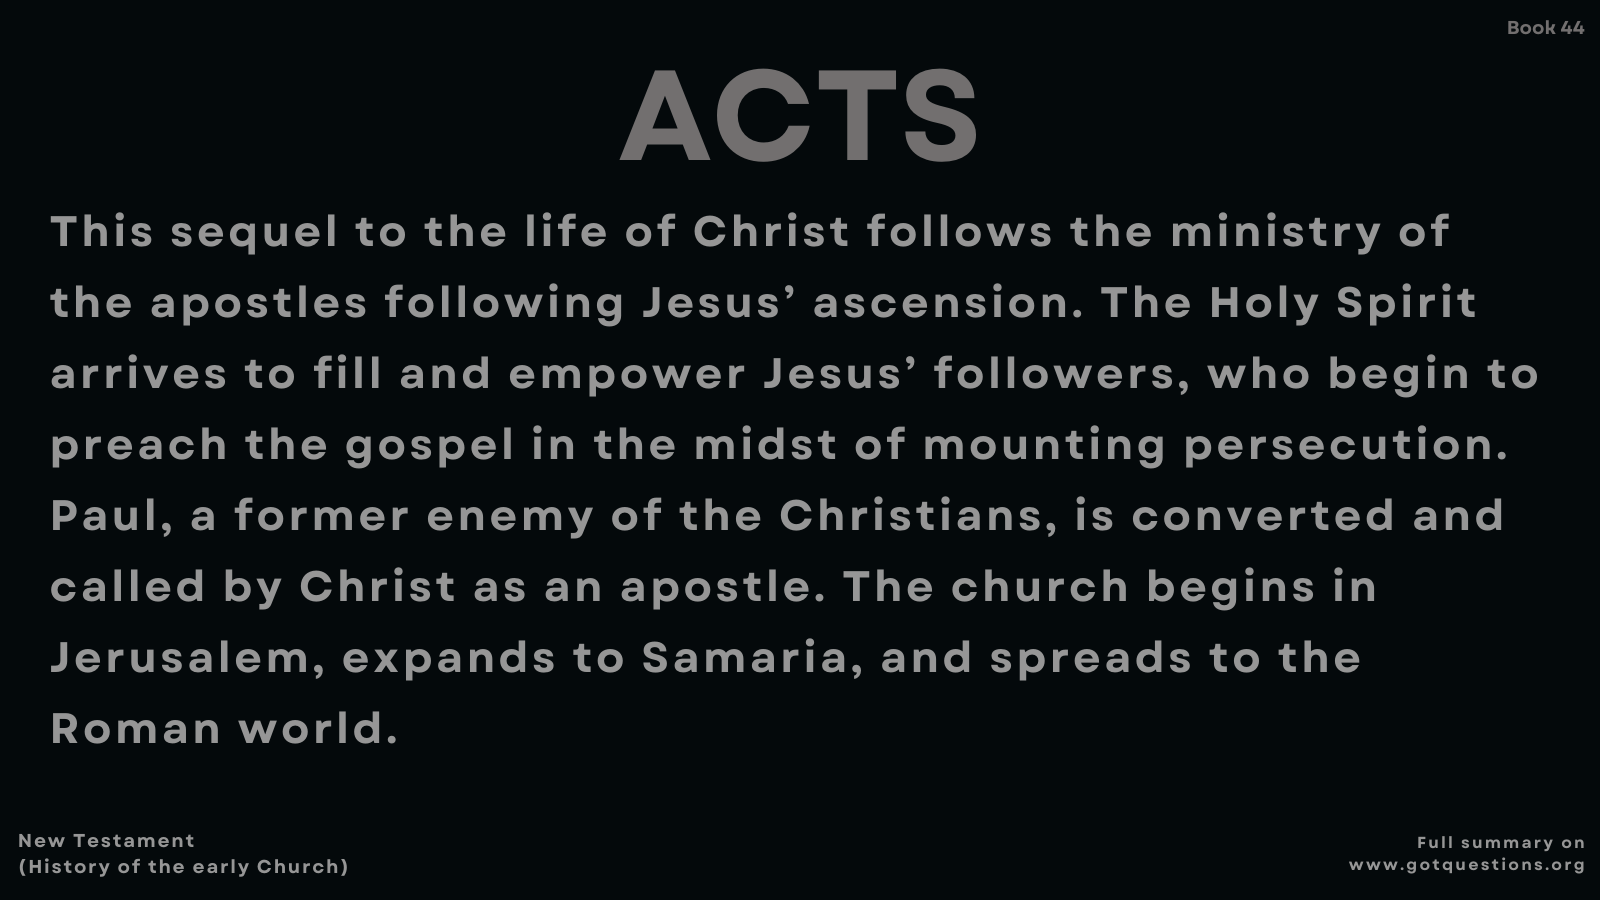 Book 44
ACTS
This sequel to the life of Christ follows the ministry of
the apostles following Jesus’ ascension. The Holy Spirit
arrives to fill and empower Jesus’ followers, who begin to
preach the gospel in the midst of mounting persecution.
Paul, a former enemy of the Christians, is converted and
called by Christ as an apostle. The church begins in
Jerusalem, expands to Samaria, and spreads to the
Roman world.
New Testament
(History of the early Church)
Full summary on
www.gotquestions.org